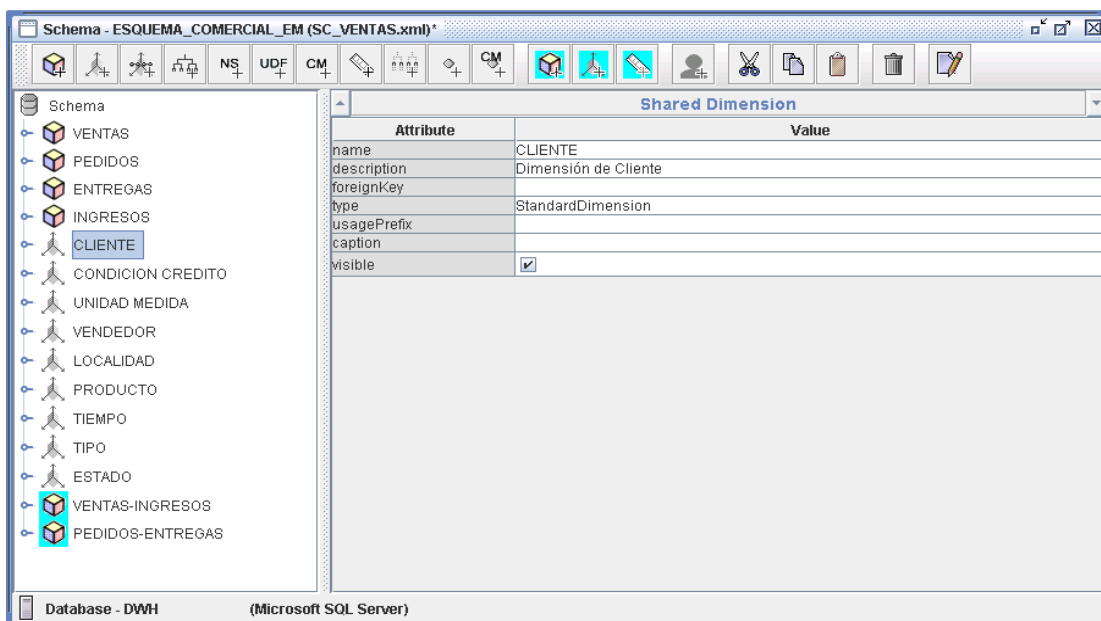 Schema - ESQUEMA_COMERCIAL_EM (SC_VENTAS.xml)*
NS UDF CM CM
Schema
VENTAS
PEDIDOS
ENTREGAS
INGRESOS
CLIENTE
CONDICION CREDITO
UNIDAD MEDIDA
VENDEDOR
LOCALIDAD
PRODUCTO
TIEMPO
TIPO
ESTADO
VENTAS-INGRESOS
PEDIDOS-ENTREGAS
Shared Dimension
Attribute Value
name CLIENTE
description Dimensión de Cliente
foreignKey
type StandardDimension
usagePrefix
caption
visible
Database - DWH (Microsoft SQL Server)